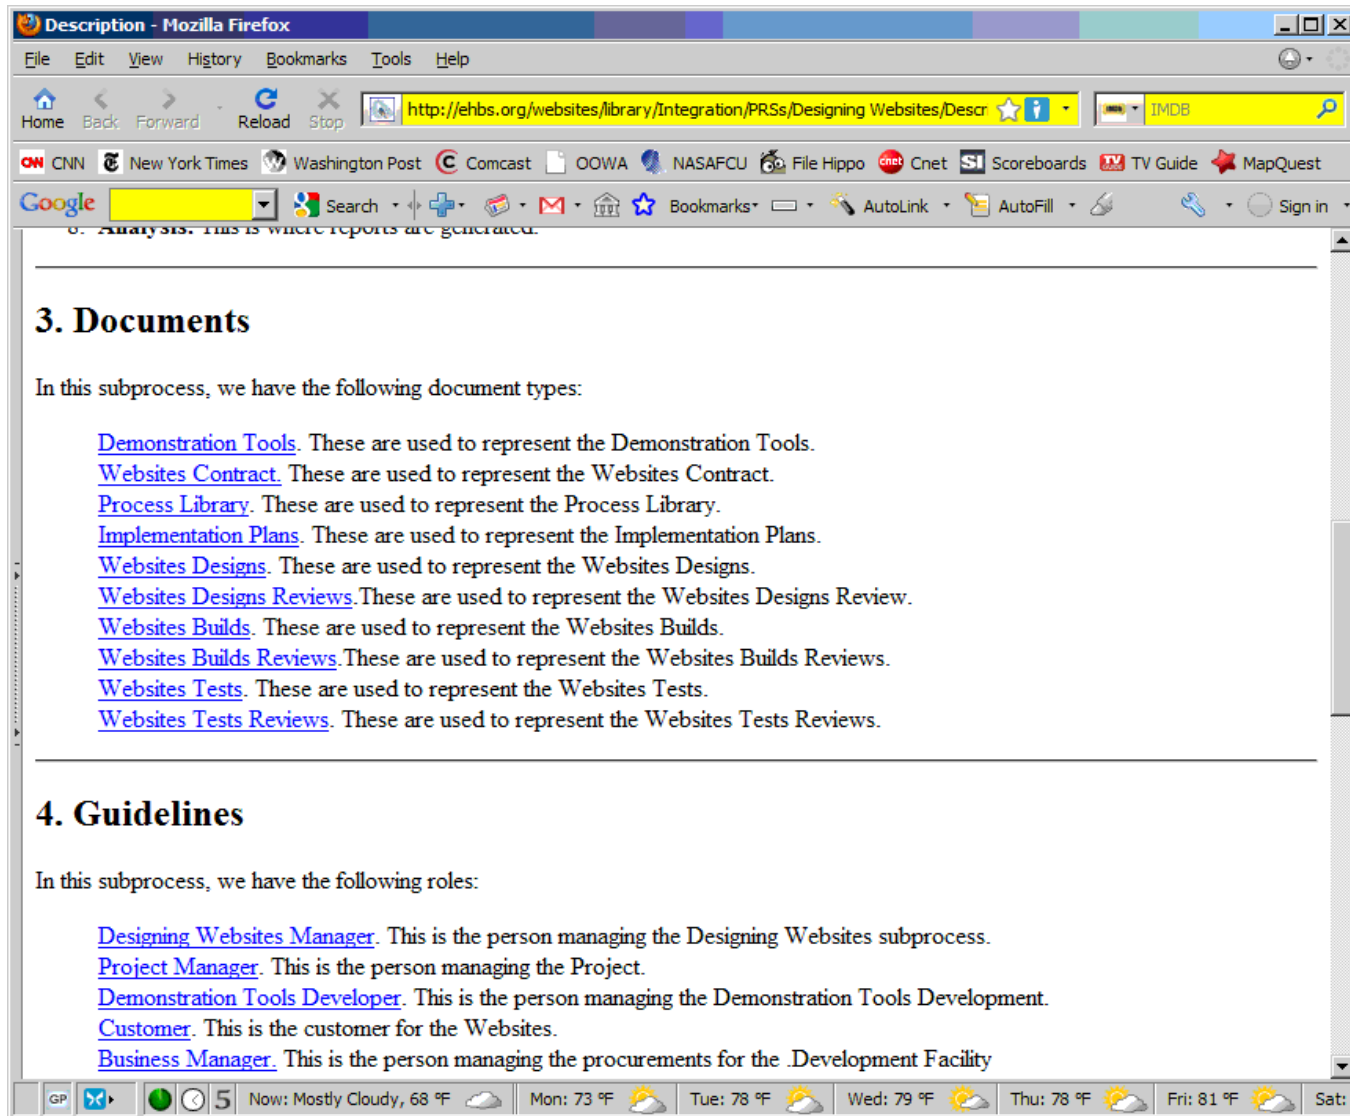 Description - Mozilla Firefox
File Edit View History Bookmarks Tools Help
Home Back Forward Reload Stop http://ehbs.org/websites/library/Integration/PRSs/Designing Websites/Descri IMDB
CNN New York Times Washington Post Comcast OOWA NASAFCU File Hippo cnet Cnet SI Scoreboards TV Guide MapQuest
Google Search Bookmarks AutoLink AutoFill Sign in
8. Analysis. This is where reports are generated.
3. Documents
In this subprocess, we have the following document types:
Demonstration Tools. These are used to represent the Demonstration Tools.
Websites Contract. These are used to represent the Websites Contract.
Process Library. These are used to represent the Process Library.
Implementation Plans. These are used to represent the Implementation Plans.
Websites Designs. These are used to represent the Websites Designs.
Websites Designs Reviews.These are used to represent the Websites Designs Review.
Websites Builds. These are used to represent the Websites Builds.
Websites Builds Reviews.These are used to represent the Websites Builds Reviews.
Websites Tests. These are used to represent the Websites Tests.
Websites Tests Reviews. These are used to represent the Websites Tests Reviews.
4. Guidelines
In this subprocess, we have the following roles:
Designing Websites Manager. This is the person managing the Designing Websites subprocess.
Project Manager. This is the person managing the Project.
Demonstration Tools Developer. This is the person managing the Demonstration Tools Development.
Customer. This is the customer for the Websites.
Business Manager. This is the person managing the procurements for the .Development Facility
GP 5 Now: Mostly Cloudy, 68 °F Mon: 73 °F Tue: 78 °F Wed: 79 °F Thu: 78 °F Fri: 81 °F Sat: